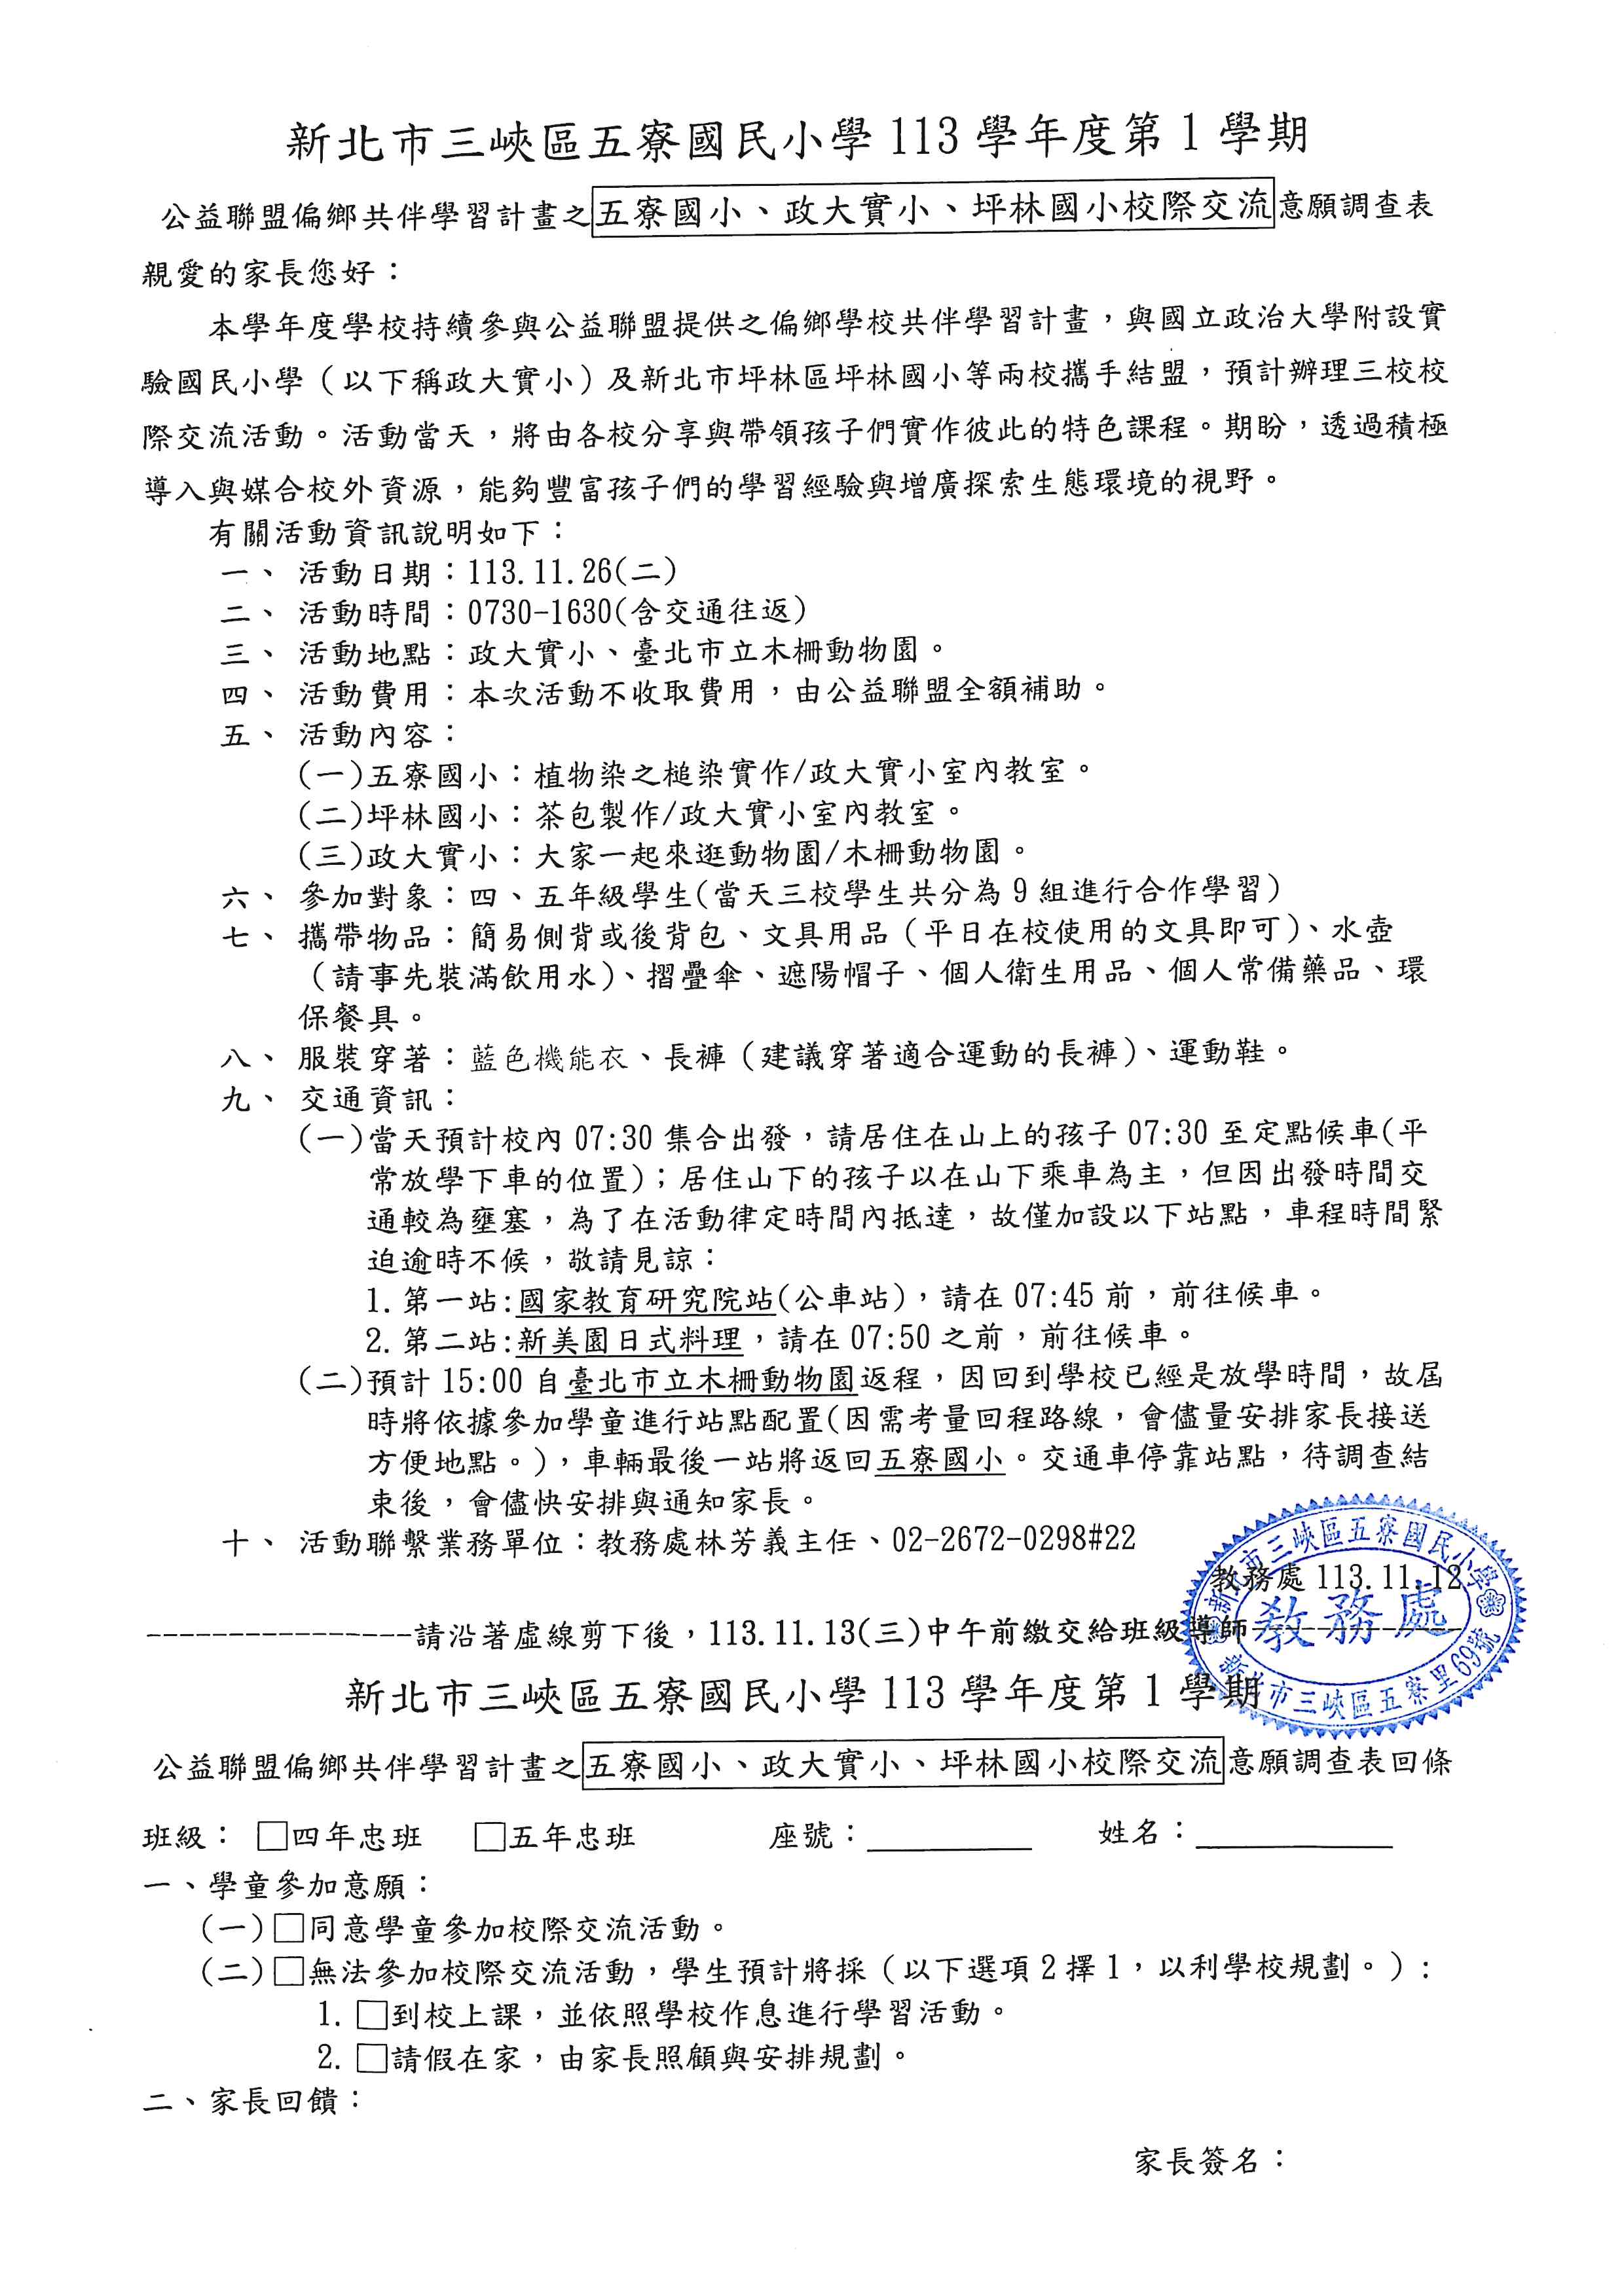 新北市三峽區五寮國民小學 113 學年度第 1 學期
公益聯盟偏鄉共伴學習計畫之五寮國小、政大實小、坪林國小校際交流意願調查表
親愛的家長您好：
本學年度學校持續參與公益聯盟提供之偏鄉學校共伴學習計畫，與國立政治大學附設實
驗國民小學（以下稱政大實小）及新北市坪林區坪林國小等兩校攜手結盟，預計辦理三校校
際交流活動。活動當天，將由各校分享與帶領孩子們實作彼此的特色課程。期盼，透過積極
導入與媒合校外資源，能夠豐富孩子們的學習經驗與增廣探索生態環境的視野。
有關活動資訊說明如下：
一、 活動日期：113.11.26(二)
二、 活動時間：0730-1630(含交通往返)
三、 活動地點：政大實小、臺北市立木柵動物園。
四、 活動費用：本次活動不收取費用，由公益聯盟全額補助。
五、 活動內容：
(一)五寮國小：植物染之槌染實作/政大實小室內教室。
(二)坪林國小：茶包製作/政大實小室內教室。
(三)政大實小：大家一起來逛動物園/木柵動物園。
六、 參加對象：四、五年級學生(當天三校學生共分為 9 組進行合作學習)
七、 攜帶物品：簡易側背或後背包、文具用品（平日在校使用的文具即可）、水壺
（請事先裝滿飲用水）、摺疊傘、遮陽帽子、個人衛生用品、個人常備藥品、環
保餐具。
八、 服裝穿著：藍色機能衣、長褲（建議穿著適合運動的長褲）、運動鞋。
九、 交通資訊：
(一)當天預計校內 07:30 集合出發，請居住在山上的孩子 07:30 至定點候車(平
常放學下車的位置)；居住山下的孩子以在山下乘車為主，但因出發時間交
通較為壅塞，為了在活動律定時間內抵達，故僅加設以下站點，車程時間緊
迫逾時不候，敬請見諒：
1. 第一站:國家教育研究院站(公車站)，請在 07:45 前，前往候車。
2. 第二站:新美園日式料理，請在 07:50 之前，前往候車。
(二)預計 15:00 自臺北市立木柵動物園返程，因回到學校已經是放學時間，故屆
時將依據參加學童進行站點配置(因需考量回程路線，會儘量安排家長接送
方便地點。)，車輛最後一站將返回五寮國小。交通車停靠站點，待調查結
束後，會儘快安排與通知家長。
十、 活動聯繫業務單位：教務處林芳義主任、02-2672-0298#22
新北市三峽區五寮國民小學
教務處 113.11.12
教務處
新北市三峽區五寮里69號
----------------請沿著虛線剪下後，113.11.13(三)中午前繳交給班級導師-------------
新北市三峽區五寮國民小學 113 學年度第 1 學期
公益聯盟偏鄉共伴學習計畫之五寮國小、政大實小、坪林國小校際交流意願調查表回條
班級： □四年忠班 □五年忠班 座號：__________ 姓名：____________
一、學童參加意願：
(一)□同意學童參加校際交流活動。
(二)□無法參加校際交流活動，學生預計將採（以下選項 2 擇 1，以利學校規劃。）:
1. □到校上課，並依照學校作息進行學習活動。
2. □請假在家，由家長照顧與安排規劃。
二、家長回饋：
家長簽名：